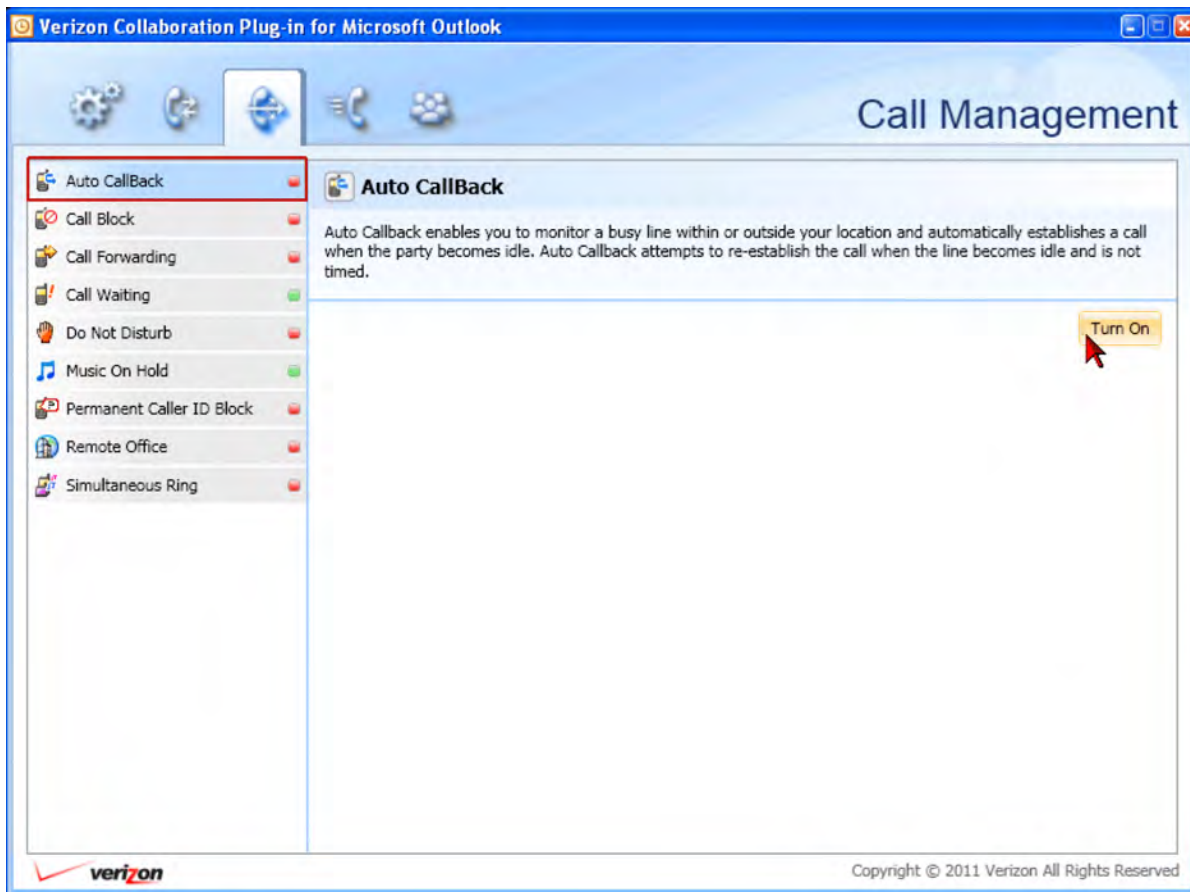 Verizon Collaboration Plug-in for Microsoft Outlook
Call Management
Auto CallBack
Call Block
Call Forwarding
Call Waiting
Do Not Disturb
Music On Hold
Permanent Caller ID Block
Remote Office
Simultaneous Ring
Auto CallBack
Auto Callback enables you to monitor a busy line within or outside your location and automatically establishes a call
when the party becomes idle. Auto Callback attempts to re-establish the call when the line becomes idle and is not
timed.
Turn On
verizon
Copyright © 2011 Verizon All Rights Reserved